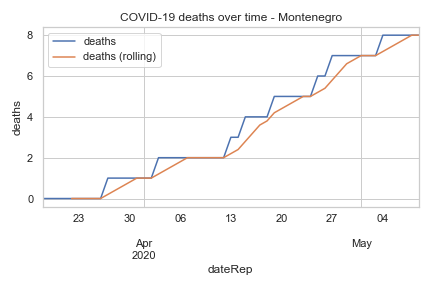 COVID-19 deaths over time - Montenegro
deaths
deaths (rolling)
deaths
8
6
4
2
0
23 30 06 13 20 27 04
Apr May
2020
dateRep